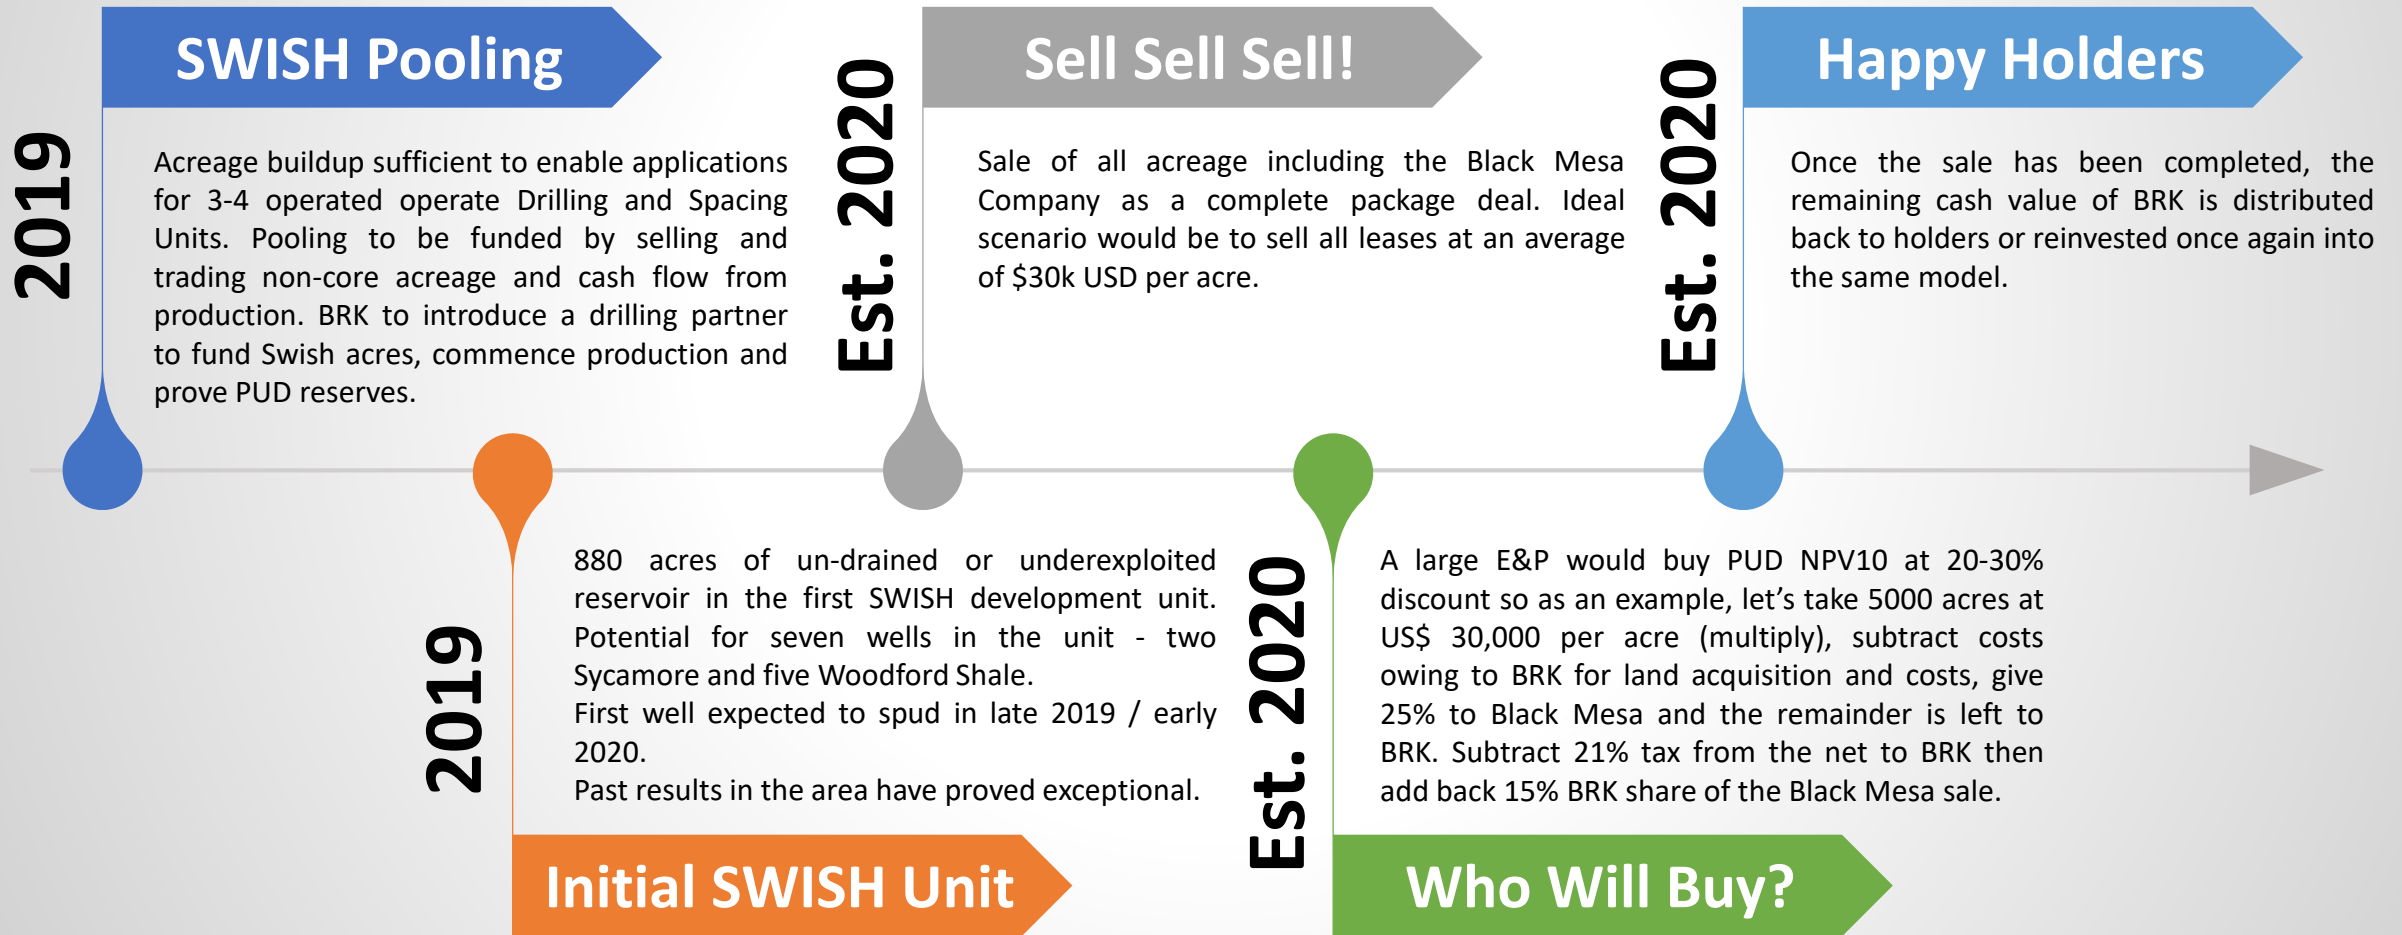 SWISH Pooling
2019
Acreage buildup sufficient to enable applications
for 3-4 operated operate Drilling and Spacing
Units. Pooling to be funded by selling and
trading non-core acreage and cash flow from
production. BRK to introduce a drilling partner
to fund Swish acres, commence production and
prove PUD reserves.
2019
880 acres of un-drained or underexploited
reservoir in the first SWISH development unit.
Potential for seven wells in the unit - two
Sycamore and five Woodford Shale.
First well expected to spud in late 2019 / early
2020.
Past results in the area have proved exceptional.
Initial SWISH Unit
Sell Sell Sell!
Est. 2020
Sale of all acreage including the Black Mesa
Company as a complete package deal. Ideal
scenario would be to sell all leases at an average
of $30k USD per acre.
Est. 2020
A large E&P would buy PUD NPV10 at 20-30%
discount so as an example, let’s take 5000 acres at
US$ 30,000 per acre (multiply), subtract costs
owing to BRK for land acquisition and costs, give
25% to Black Mesa and the remainder is left to
BRK. Subtract 21% tax from the net to BRK then
add back 15% BRK share of the Black Mesa sale.
Who Will Buy?
Happy Holders
Est. 2020
Once the sale has been completed, the
remaining cash value of BRK is distributed
back to holders or reinvested once again into
the same model.